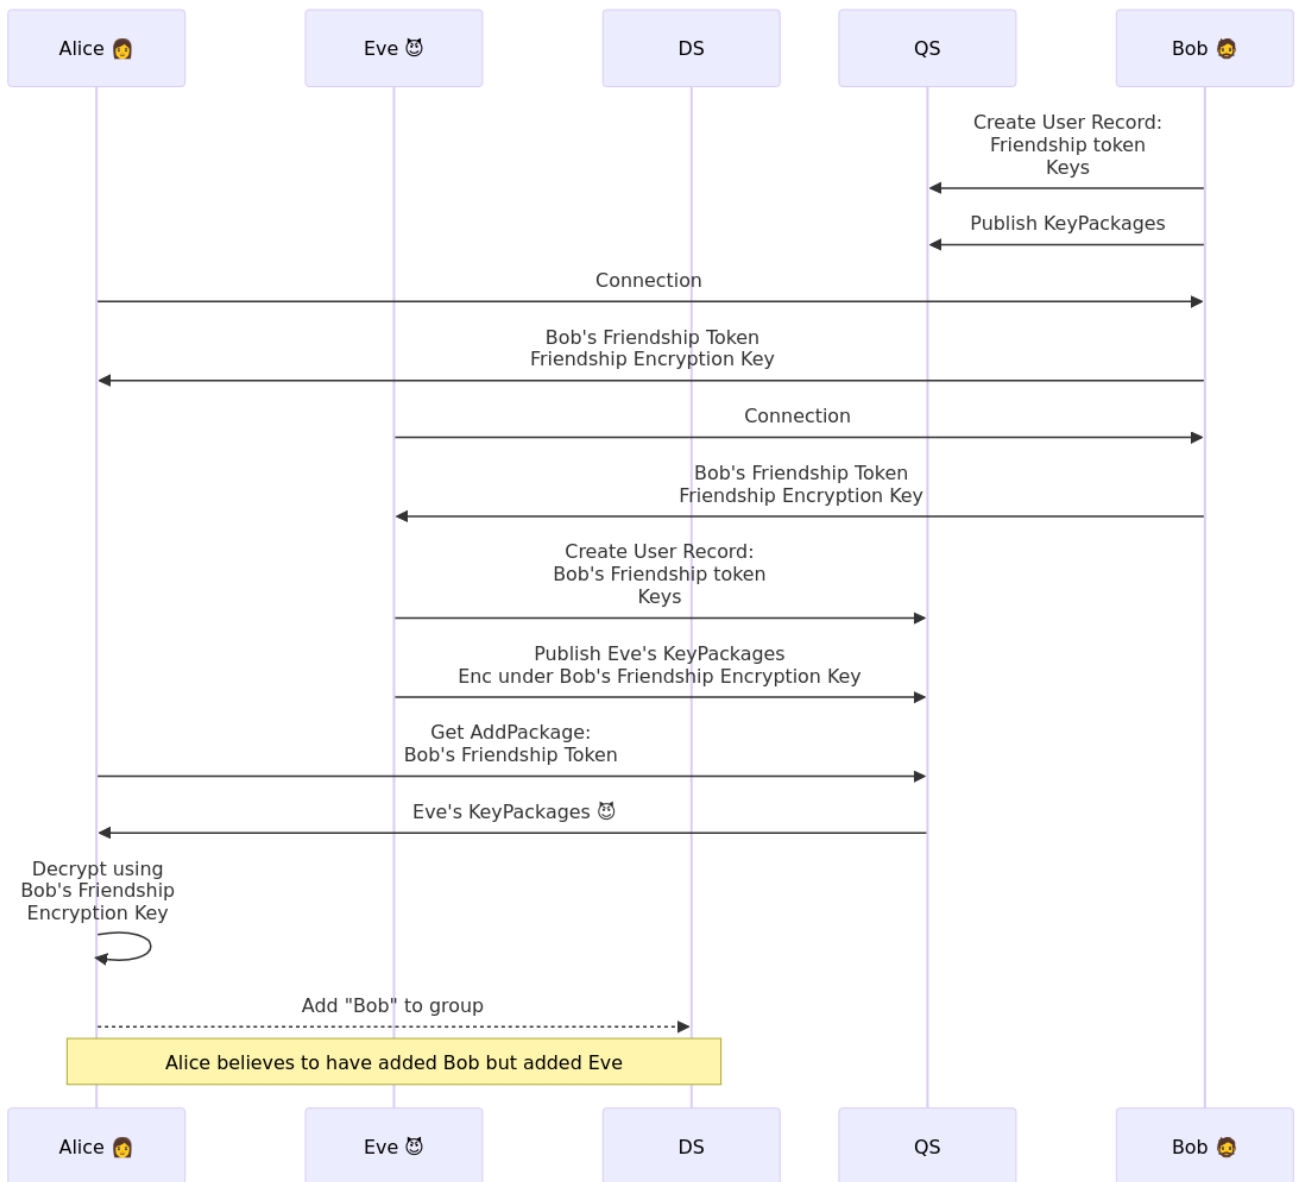 Alice 👩
Eve 😈
DS
QS
Bob 🧔
Create User Record:
Friendship token
Keys
Publish KeyPackages
Connection
Bob's Friendship Token
Friendship Encryption Key
Connection
Bob's Friendship Token
Friendship Encryption Key
Create User Record:
Bob's Friendship token
Keys
Publish Eve's KeyPackages
Enc under Bob's Friendship Encryption Key
Get AddPackage:
Bob's Friendship Token
Eve's KeyPackages 😈
Decrypt using
Bob's Friendship
Encryption Key
Add "Bob" to group
Alice believes to have added Bob but added Eve
Alice 👩
Eve 😈
DS
QS
Bob 🧔